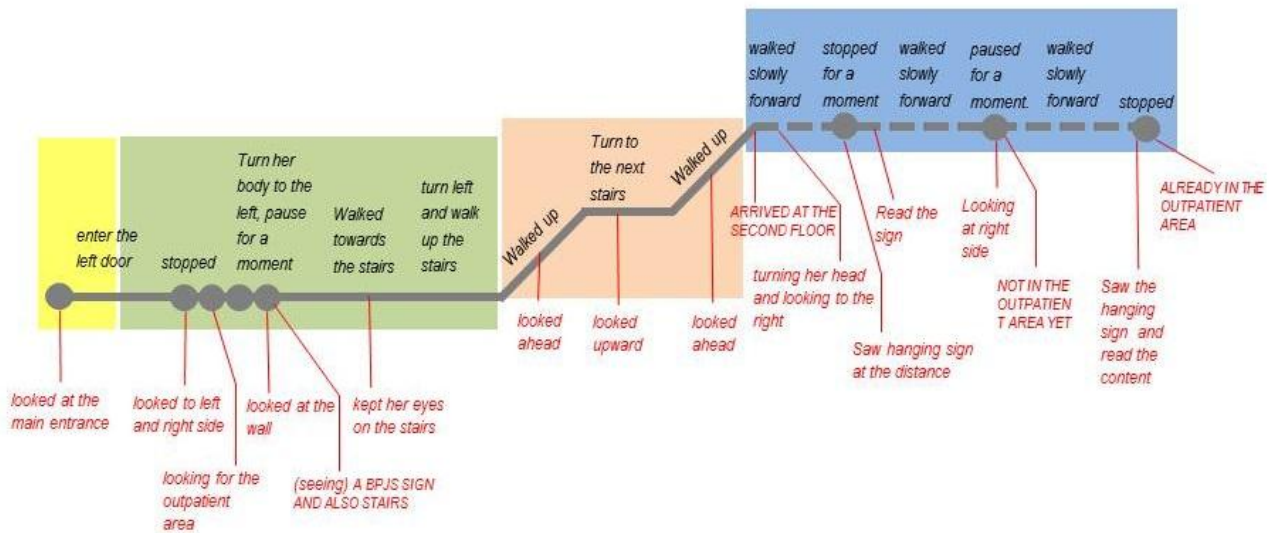 enter the
left door
stopped
Turn her
body to the
left, pause
for a
moment
Walked
towards
the stairs
turn left
and walk
up the
stairs
Walked up
Turn to
the next
stairs
Walked up
walked
slowly
forward
stopped
for a
moment
walked
slowly
forward
paused
for a
moment.
walked
slowly
forward
stopped
looked at the
main entrance
looked to left
and right side
looking for the
outpatient
area
looked at the
wall
(seeing) A BPJS SIGN
AND ALSO STAIRS
kept her eyes
on the stairs
looked
ahead
looked
upward
looked
ahead
ARRIVED AT THE
SECOND FLOOR
turning her head
and looking to the
right
Saw hanging sign
at the distance
Read the
sign
Looking
at right
side
NOT IN THE
OUTPATIEN
T AREA YET
Saw the
hanging
sign and
read the
content
ALREADY IN THE
OUTPATIENT
AREA